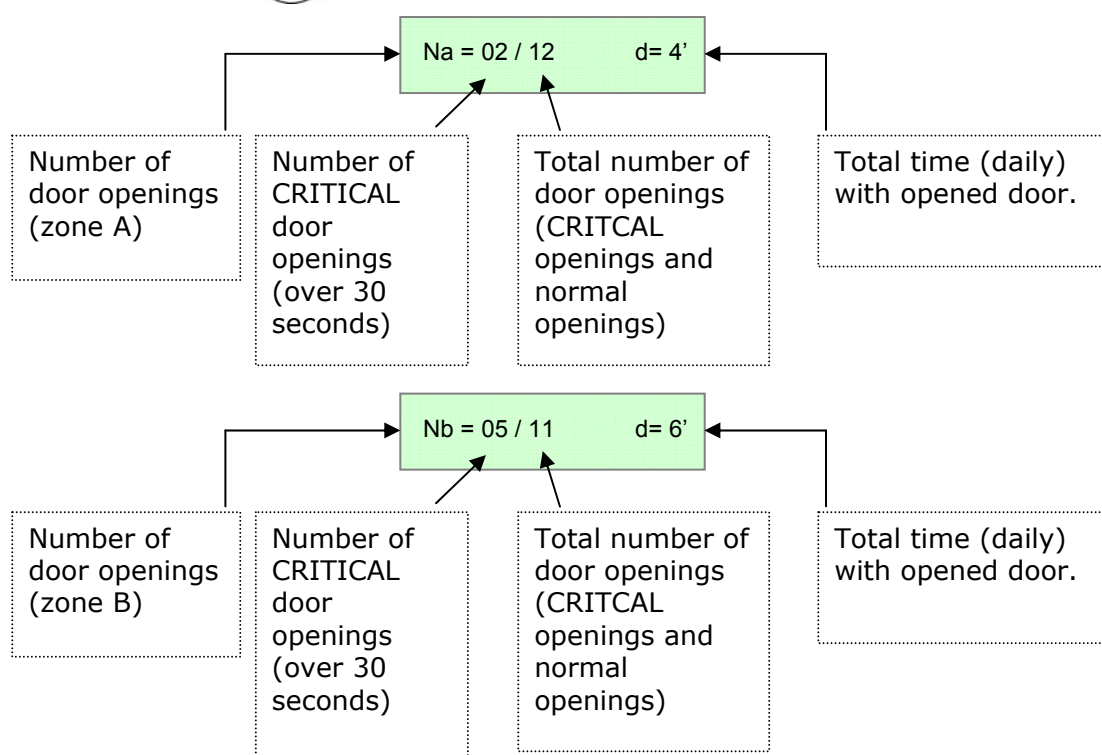 Na = 02 / 12 d= 4’
Number of
door openings
(zone A)
Number of
CRITICAL
door
openings
(over 30
seconds)
Total number of
door openings
(CRITCAL
openings and
normal
openings)
Total time (daily)
with opened door.
Nb = 05 / 11 d= 6’
Number of
door openings
(zone B)
Number of
CRITICAL
door
openings
(over 30
seconds)
Total number of
door openings
(CRITCAL
openings and
normal
openings)
Total time (daily)
with opened door.